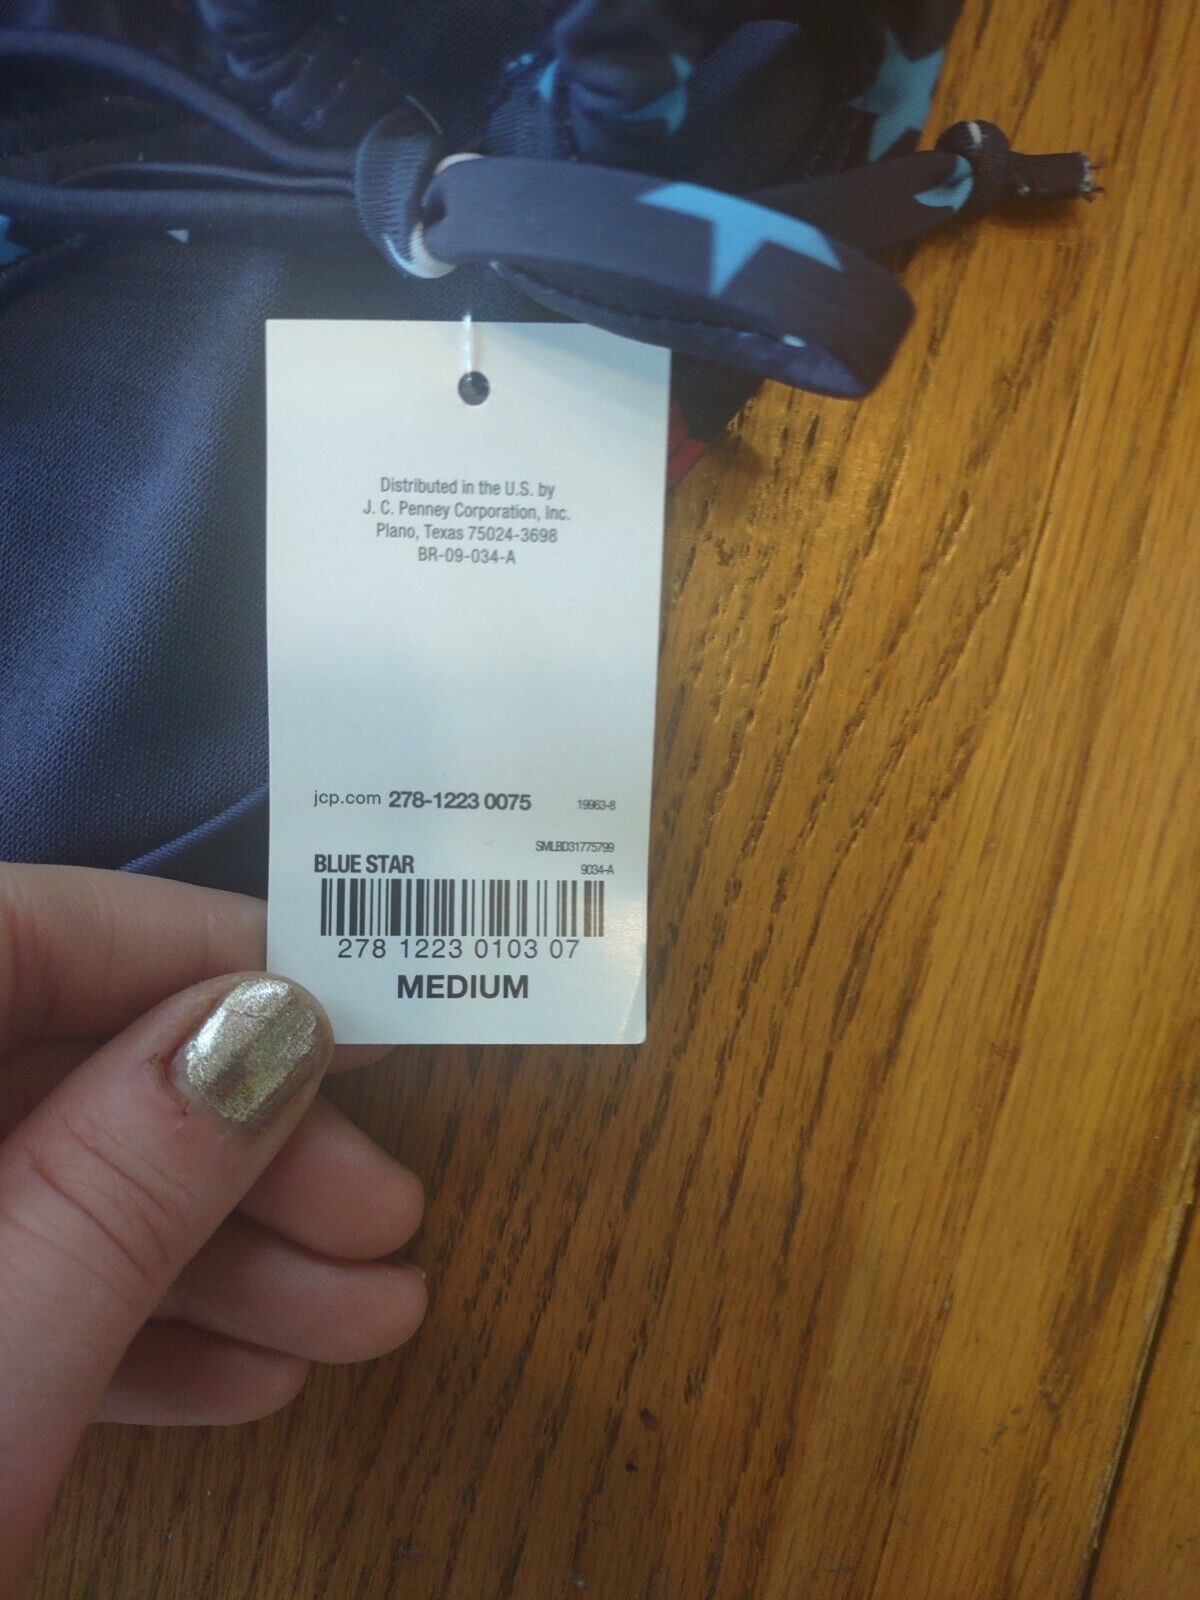 Distributed in the U.S. by
J. C. Penney Corporation, Inc.
Plano, Texas 75024-3698
BR-09-034-A
jcp.com 278-1223 0075 19963-8
SMLBD31775799
BLUE STAR 9034-A
278 1223 0103 07
MEDIUM